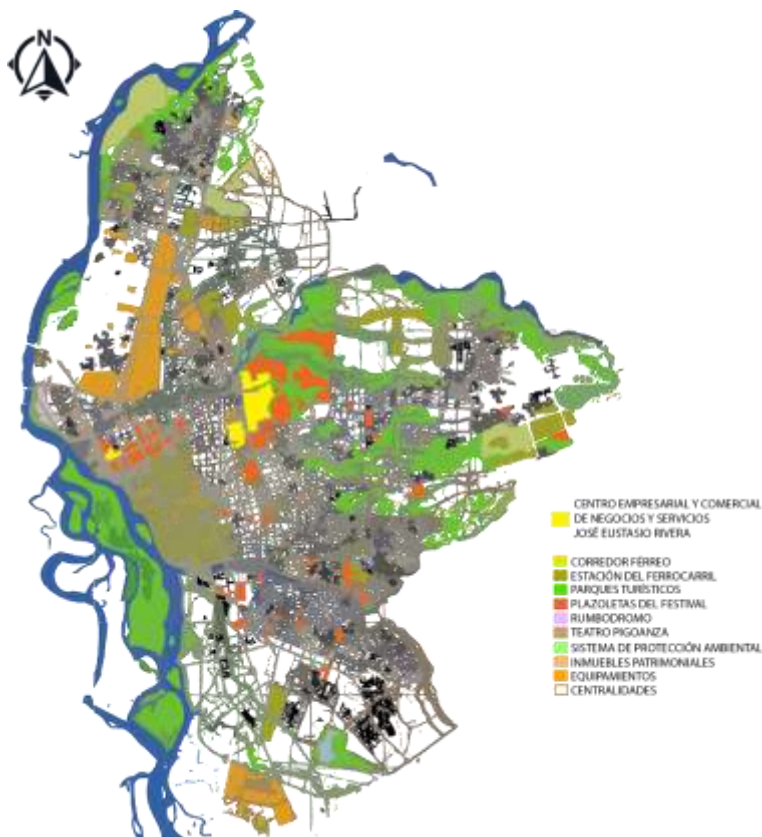 N
CENTRO EMPRESARIAL Y COMERCIAL
DE NEGOCIOS Y SERVICIOS
JOSÉ EUSTASIO RIVERA
CORREDOR FÉRREO
ESTACIÓN DEL FERROCARRIL
PARQUES TURÍSTICOS
PLAZOLETAS DEL FESTIVAL
RUMBODROMO
TEATRO PIGOANZA
SISTEMA DE PROTECCIÓN AMBIENTAL
INMUEBLES PATRIMONIALES
EQUIPAMIENTOS
CENTRALIDADES